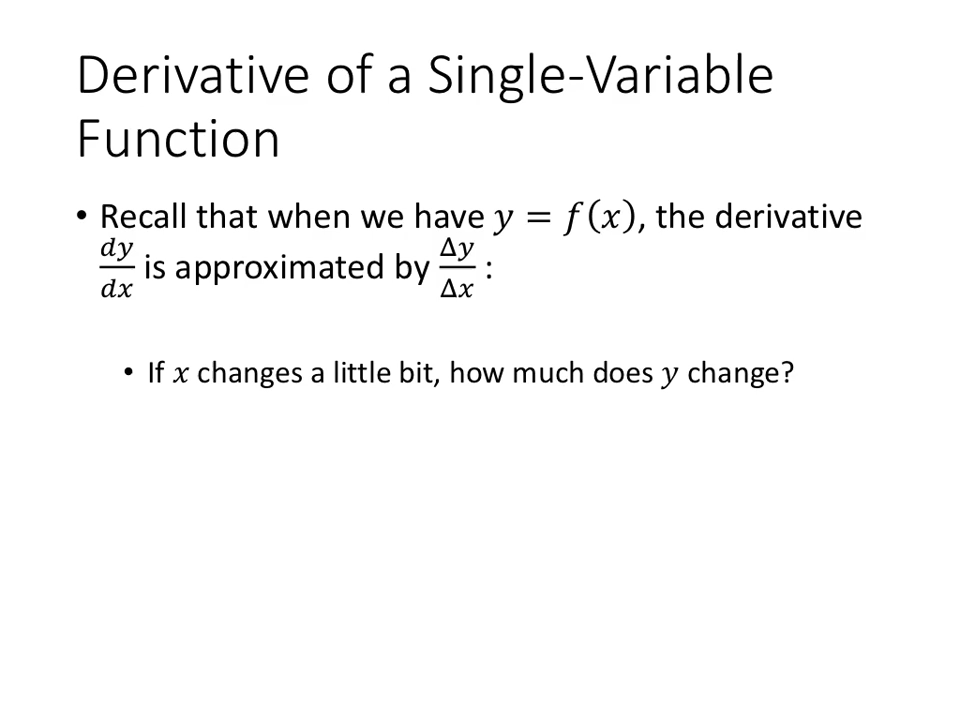 Derivative of a Single-Variable
Function
• Recall that when we have 𝑦 = 𝑓(𝑥), the derivative
𝑑𝑦/𝑑𝑥 is approximated by Δ𝑦/Δ𝑥 :
• If 𝑥 changes a little bit, how much does 𝑦 change?